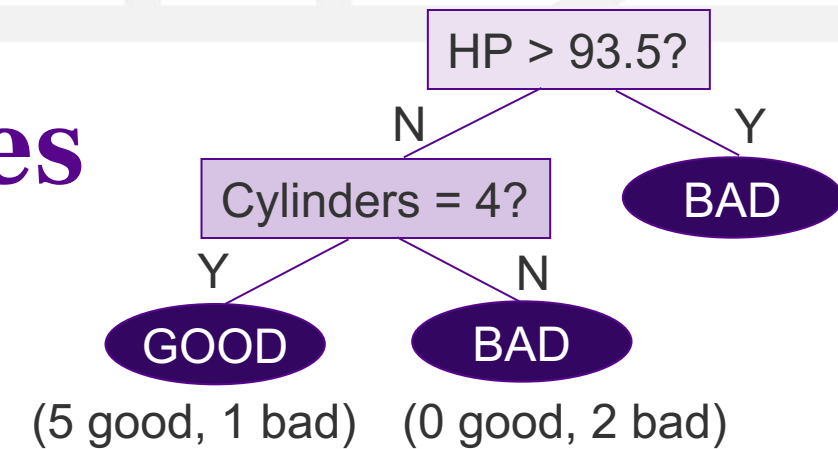 HP > 93.5?
es
N Y
Cylinders = 4? BAD
Y N
GOOD BAD
(5 good, 1 bad) (0 good, 2 bad)